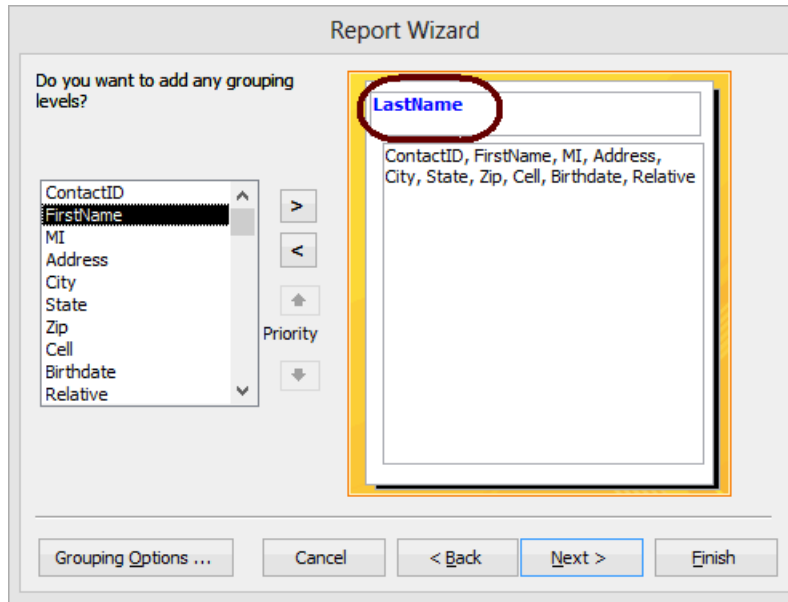 Report Wizard
Do you want to add any grouping
levels?
ContactID
FirstName
MI
Address
City
State
Zip
Cell
Birthdate
Relative
>
<
Priority
LastName
ContactID, FirstName, MI, Address,
City, State, Zip, Cell, Birthdate, Relative
Grouping Options ...
Cancel
< Back
Next >
Finish